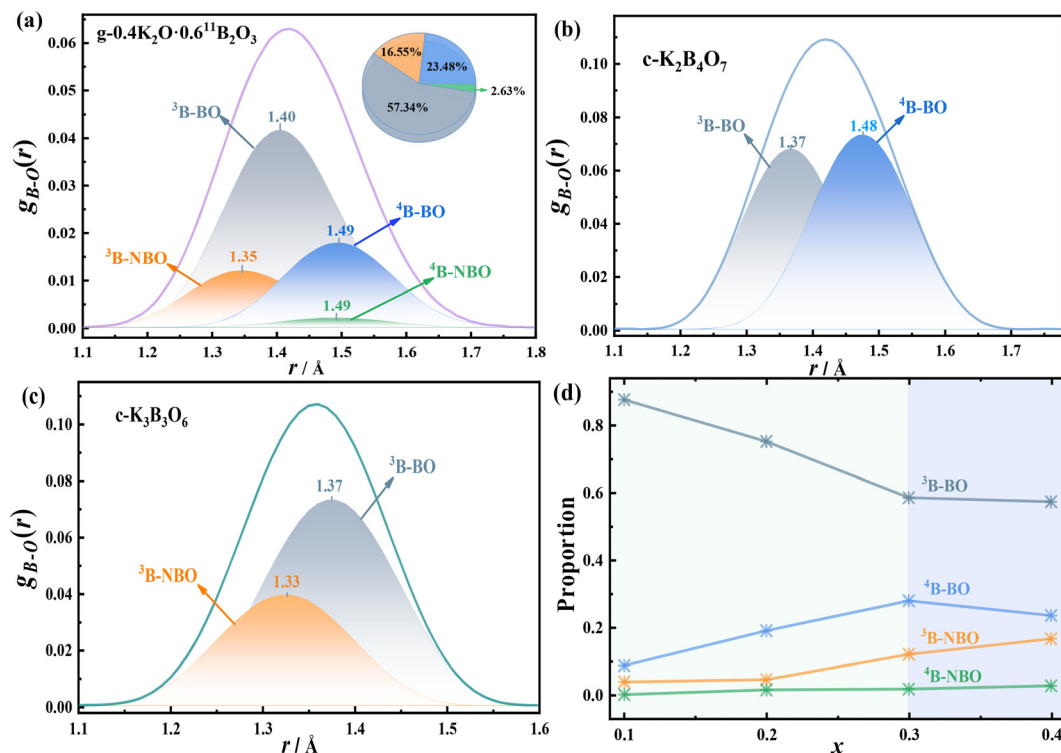 (a)
g-0.4K₂O·0.6¹¹B₂O₃
0.06
0.05
0.04
0.03
0.02
0.01
0.00
g_{B-O}(r)
16.55%
23.48%
2.63%
57.34%
³B-BO
1.40
⁴B-BO
1.49
³B-NBO
1.35
⁴B-NBO
1.49
1.1 1.2 1.3 1.4 1.5 1.6 1.7 1.8
r / Å
(b)
c-K₂B₄O₇
0.10
0.08
0.06
0.04
0.02
0.00
g_{B-O}(r)
³B-BO
1.37
⁴B-BO
1.48
1.1 1.2 1.3 1.4 1.5 1.6 1.7
r / Å
(c)
c-K₃B₃O₆
0.10
0.08
0.06
0.04
0.02
0.00
g_{B-O}(r)
³B-BO
1.37
³B-NBO
1.33
1.1 1.2 1.3 1.4 1.5 1.6
r / Å
(d)
0.8
0.6
0.4
0.2
0.0
Proportion
³B-BO
⁴B-BO
³B-NBO
⁴B-NBO
0.1 0.2 0.3 0.4
x